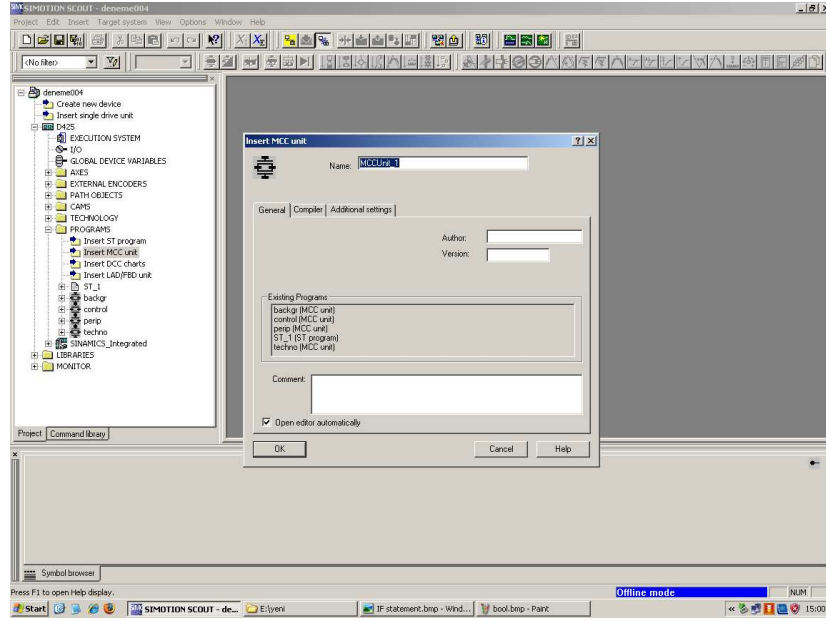 SIMOTION SCOUT - deneme004
Project Edit Insert Target system View Options Window Help
<No filter>
deneme004
Create new device
Insert single drive unit
D425
EXECUTION SYSTEM
I/O
GLOBAL DEVICE VARIABLES
AXES
EXTERNAL ENCODERS
PATH OBJECTS
CAMS
TECHNOLOGY
PROGRAMS
Insert ST program
Insert MCC unit
Insert DCC charts
Insert LAD/FBD unit
ST_1
backgr
control
perip
techno
SINAMICS_Integrated
LIBRARIES
MONITOR
Project Command library
Insert MCC unit
Name: MCCUnit_1
General Compiler Additional settings
Author:
Version:
Existing Programs
backgr (MCC unit)
control (MCC unit)
perip (MCC unit)
ST_1 (ST program)
techno (MCC unit)
Comment:
Open editor automatically
OK Cancel Help
Symbol browser
Press F1 to open Help display. Offline mode NUM
Start SIMOTION SCOUT - de... E:\yeni IF statement.bmp - Wind... bool.bmp - Paint 15:00